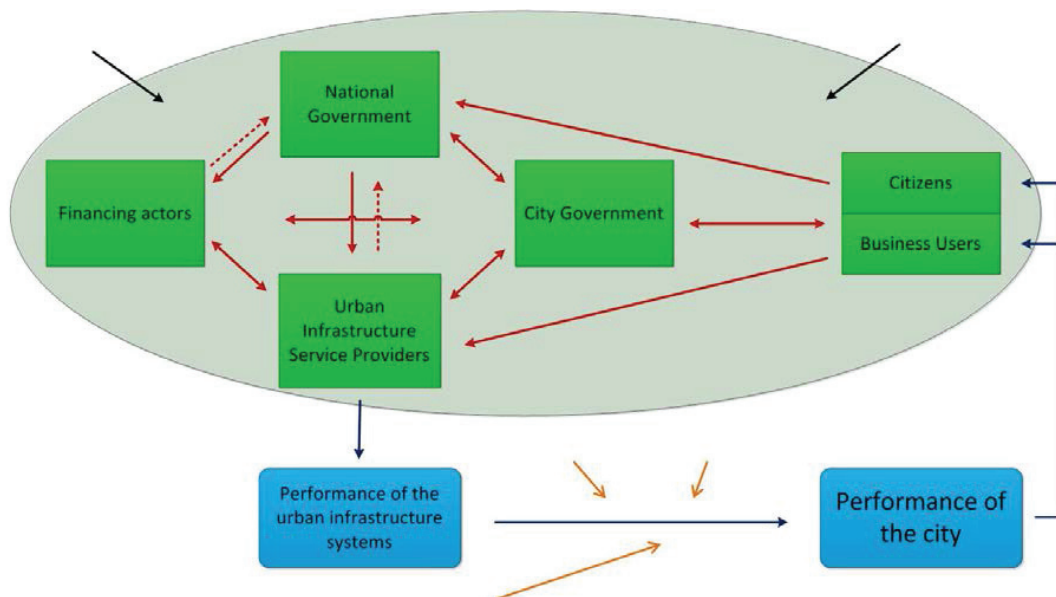 National
Government
Financing actors
City Government
Citizens
Business Users
Urban
Infrastructure
Service Providers
Performance of the
urban infrastructure
systems
Performance of
the city